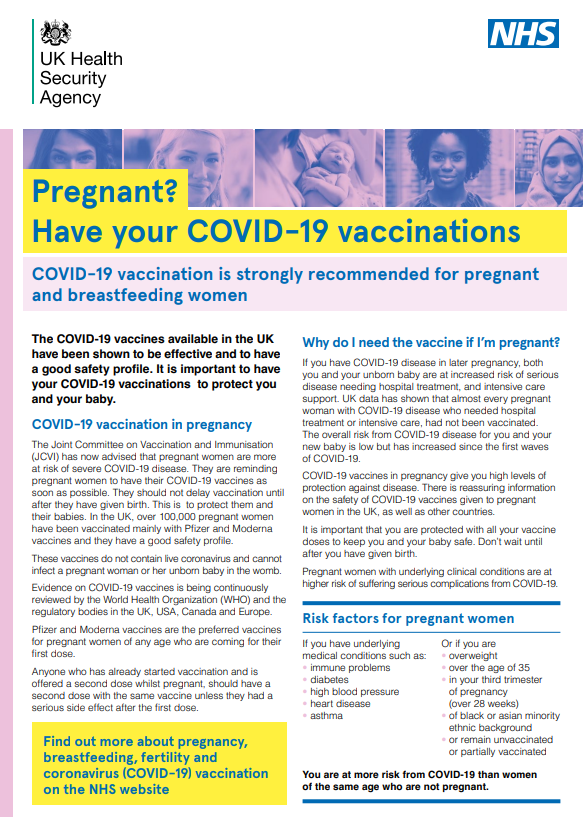 UK Health
Security
Agency
NHS
Pregnant?
Have your COVID-19 vaccinations
COVID-19 vaccination is strongly recommended for pregnant
and breastfeeding women
The COVID-19 vaccines available in the UK
have been shown to be effective and to have
a good safety profile. It is important to have
your COVID-19 vaccinations to protect you
and your baby.
COVID-19 vaccination in pregnancy
The Joint Committee on Vaccination and Immunisation
(JCVI) has now advised that pregnant women are more
at risk of severe COVID-19 disease. They are reminding
pregnant women to have their COVID-19 vaccines as
soon as possible. They should not delay vaccination until
after they have given birth. This is to protect them and
their babies. In the UK, over 100,000 pregnant women
have been vaccinated mainly with Pfizer and Moderna
vaccines and they have a good safety profile.
These vaccines do not contain live coronavirus and cannot
infect a pregnant woman or her unborn baby in the womb.
Evidence on COVID-19 vaccines is being continuously
reviewed by the World Health Organization (WHO) and the
regulatory bodies in the UK, USA, Canada and Europe.
Pfizer and Moderna vaccines are the preferred vaccines
for pregnant women of any age who are coming for their
first dose.
Anyone who has already started vaccination and is
offered a second dose whilst pregnant, should have a
second dose with the same vaccine unless they had a
serious side effect after the first dose.
Find out more about pregnancy,
breastfeeding, fertility and
coronavirus (COVID-19) vaccination
on the NHS website
Why do I need the vaccine if I'm pregnant?
If you have COVID-19 disease in later pregnancy, both
you and your unborn baby are at increased risk of serious
disease needing hospital treatment, and intensive care
support. UK data has shown that almost every pregnant
woman with COVID-19 disease who needed hospital
treatment or intensive care, had not been vaccinated.
The overall risk from COVID-19 disease for you and your
new baby is low but has increased since the first waves
of COVID-19.
COVID-19 vaccines in pregnancy give you high levels of
protection against disease. There is reassuring information
on the safety of COVID-19 vaccines given to pregnant
women in the UK, as well as other countries.
It is important that you are protected with all your vaccine
doses to keep you and your baby safe. Don't wait until
after you have given birth.
Pregnant women with underlying clinical conditions are at
higher risk of suffering serious complications from COVID-19.
Risk factors for pregnant women
If you have underlying
medical conditions such as:
• immune problems
• diabetes
• high blood pressure
• heart disease
• asthma
Or if you are
• overweight
• over the age of 35
• in your third trimester
of pregnancy
(over 28 weeks)
• of black or asian minority
ethnic background
• or remain unvaccinated
or partially vaccinated
You are at more risk from COVID-19 than women
of the same age who are not pregnant.